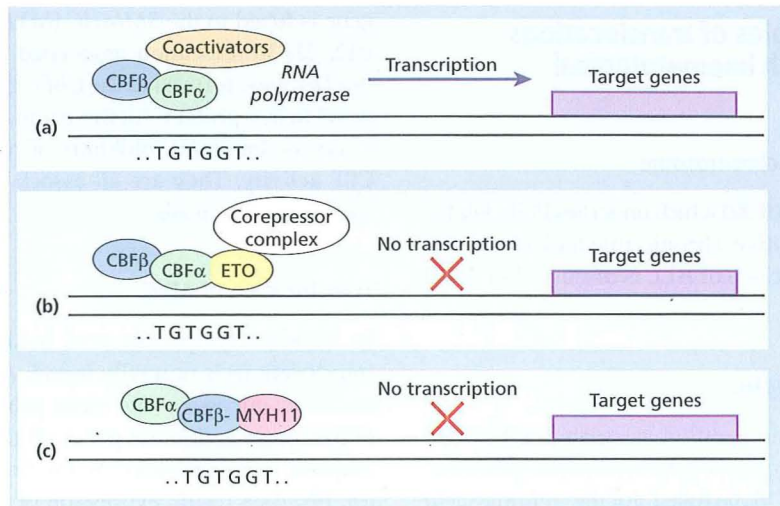 Coactivators
CBFβ
CBFα
RNA
polymerase
Transcription
Target genes
(a)
..TGTGGT..
Corepressor
complex
CBFβ
CBFα
ETO
No transcription
Target genes
(b)
..TGTGGT..
CBFα
CBFβ-
MYH11
No transcription
Target genes
(c)
..TGTGGT..